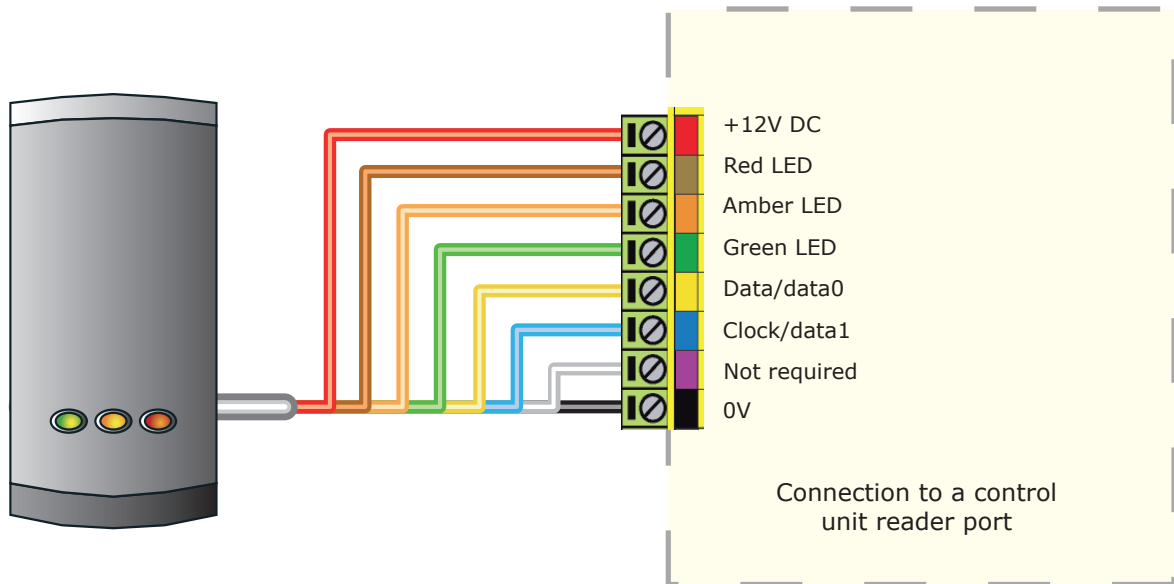 +12V DC
Red LED
Amber LED
Green LED
Data/data0
Clock/data1
Not required
0V
Connection to a control
unit reader port